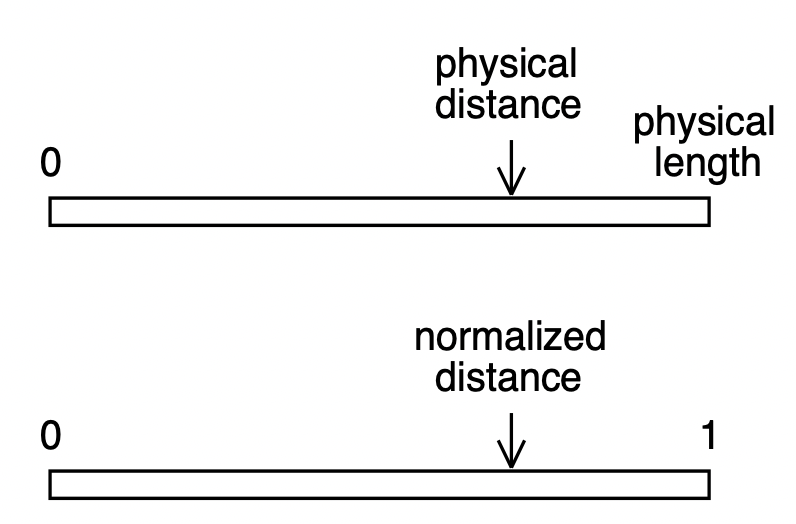 physical
distance
physical
length
0
normalized
distance
0
1